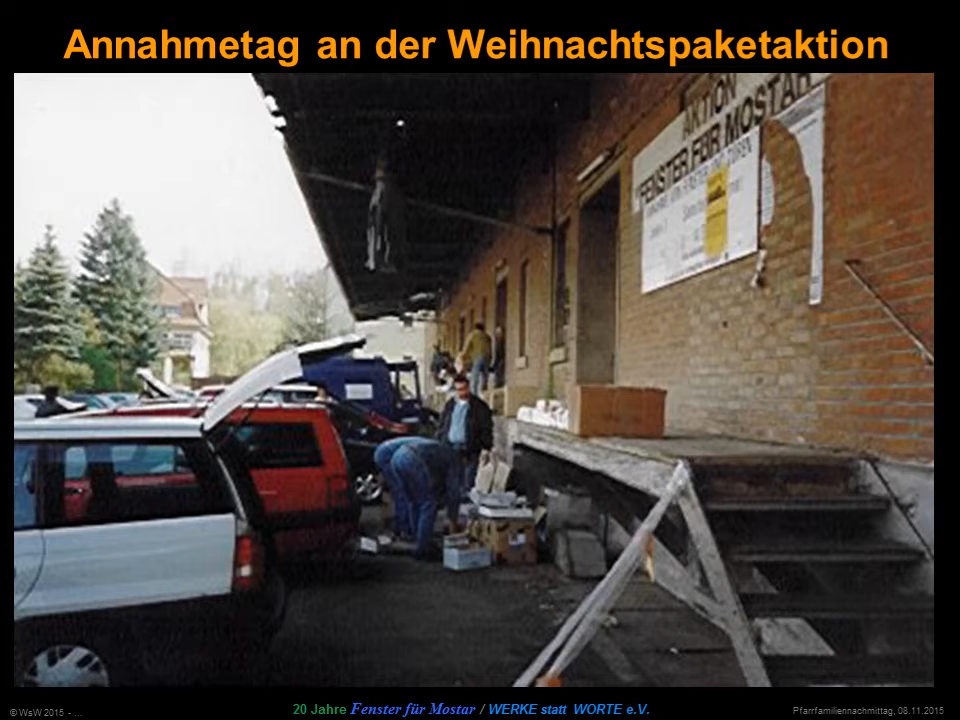 Annahmetag an der Weihnachtspaketaktion
AKTION
"FENSTER FÜR MOSTAR"
© WsW 2015 - ...
20 Jahre Fenster für Mostar / WERKE statt WORTE e.V.
Pfarrfamiliennachmittag, 08.11.2015